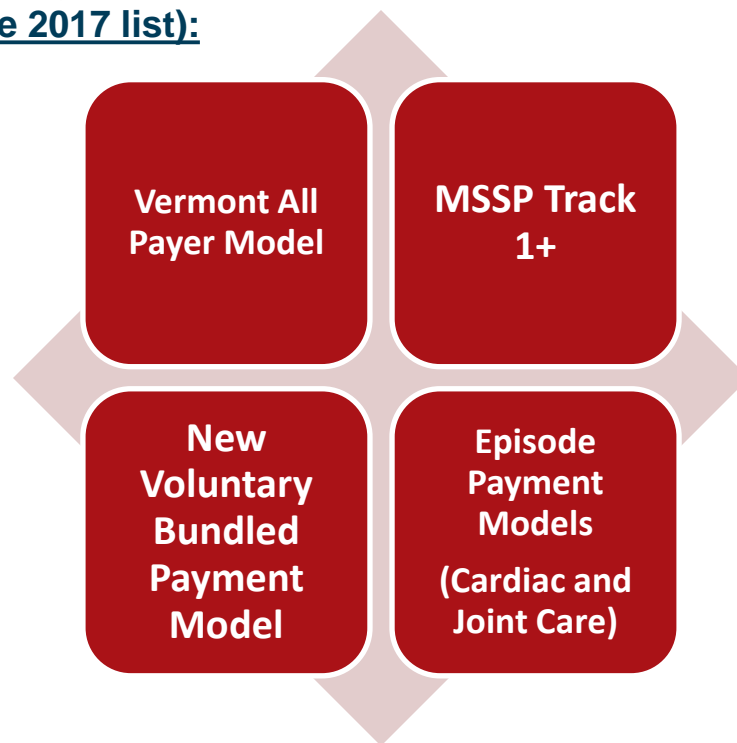 e 2017 list):
Vermont All
Payer Model
MSSP Track
1+
New
Voluntary
Bundled
Payment
Model
Episode
Payment
Models
(Cardiac and
Joint Care)